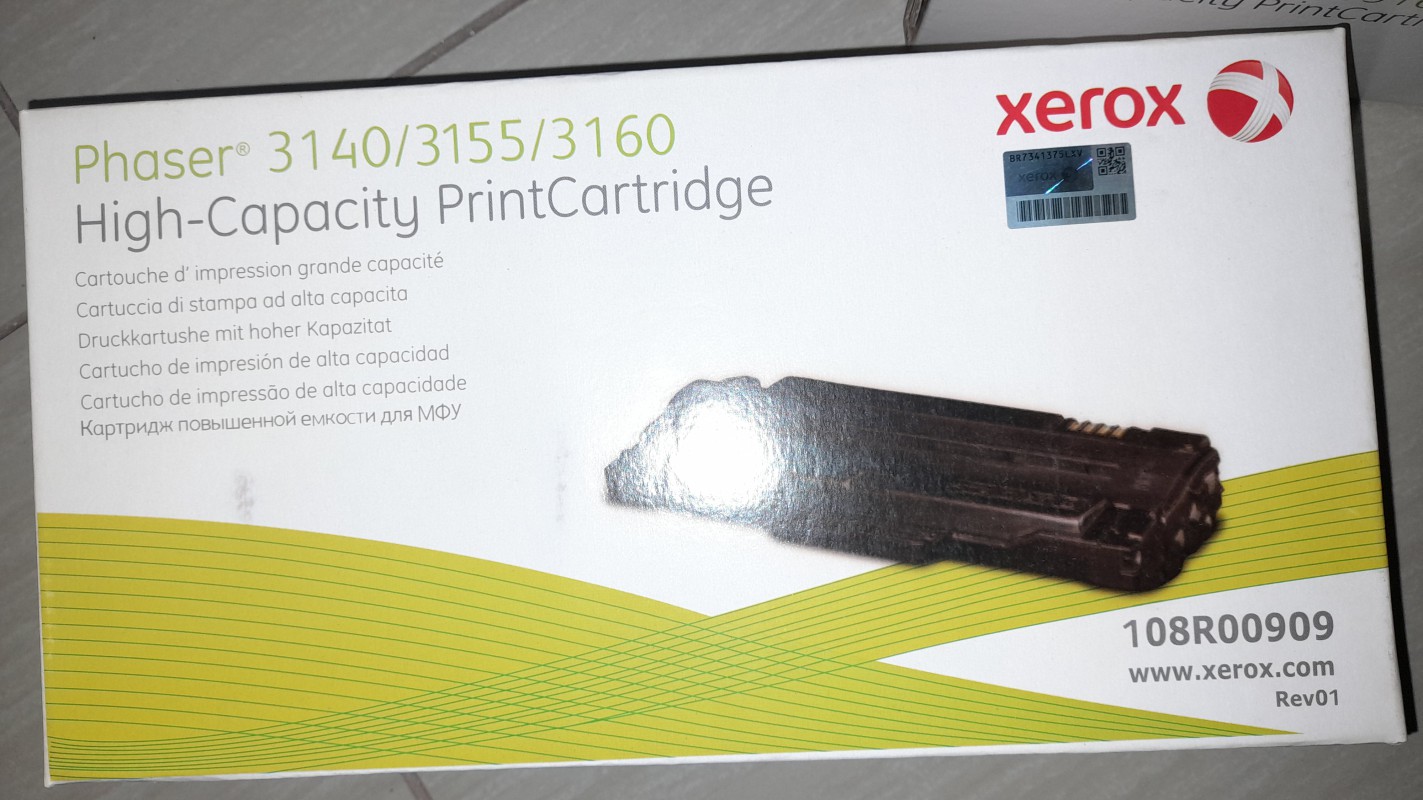 Phaser® 3140/3155/3160
High-Capacity PrintCartridge
Cartouche d' impression grande capacité
Cartuccia di stampa ad alta capacita
Druckkartushe mit hoher Kapazitat
Cartucho de impresión de alta capacidad
Cartucho de impressão de alta capacidade
Картридж повышенной емкости для МФУ
xerox
xerox
108R00909
www.xerox.com
Rev01
PrintCart